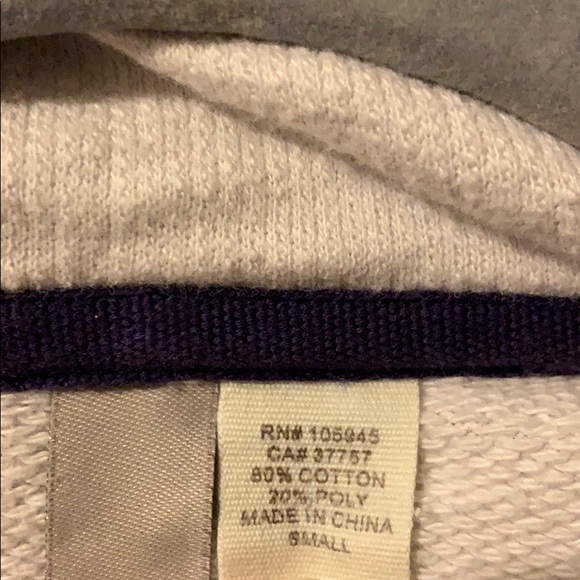 RN# 105945
CA# 37757
80% COTTON
20% POLY
MADE IN CHINA
SMALL